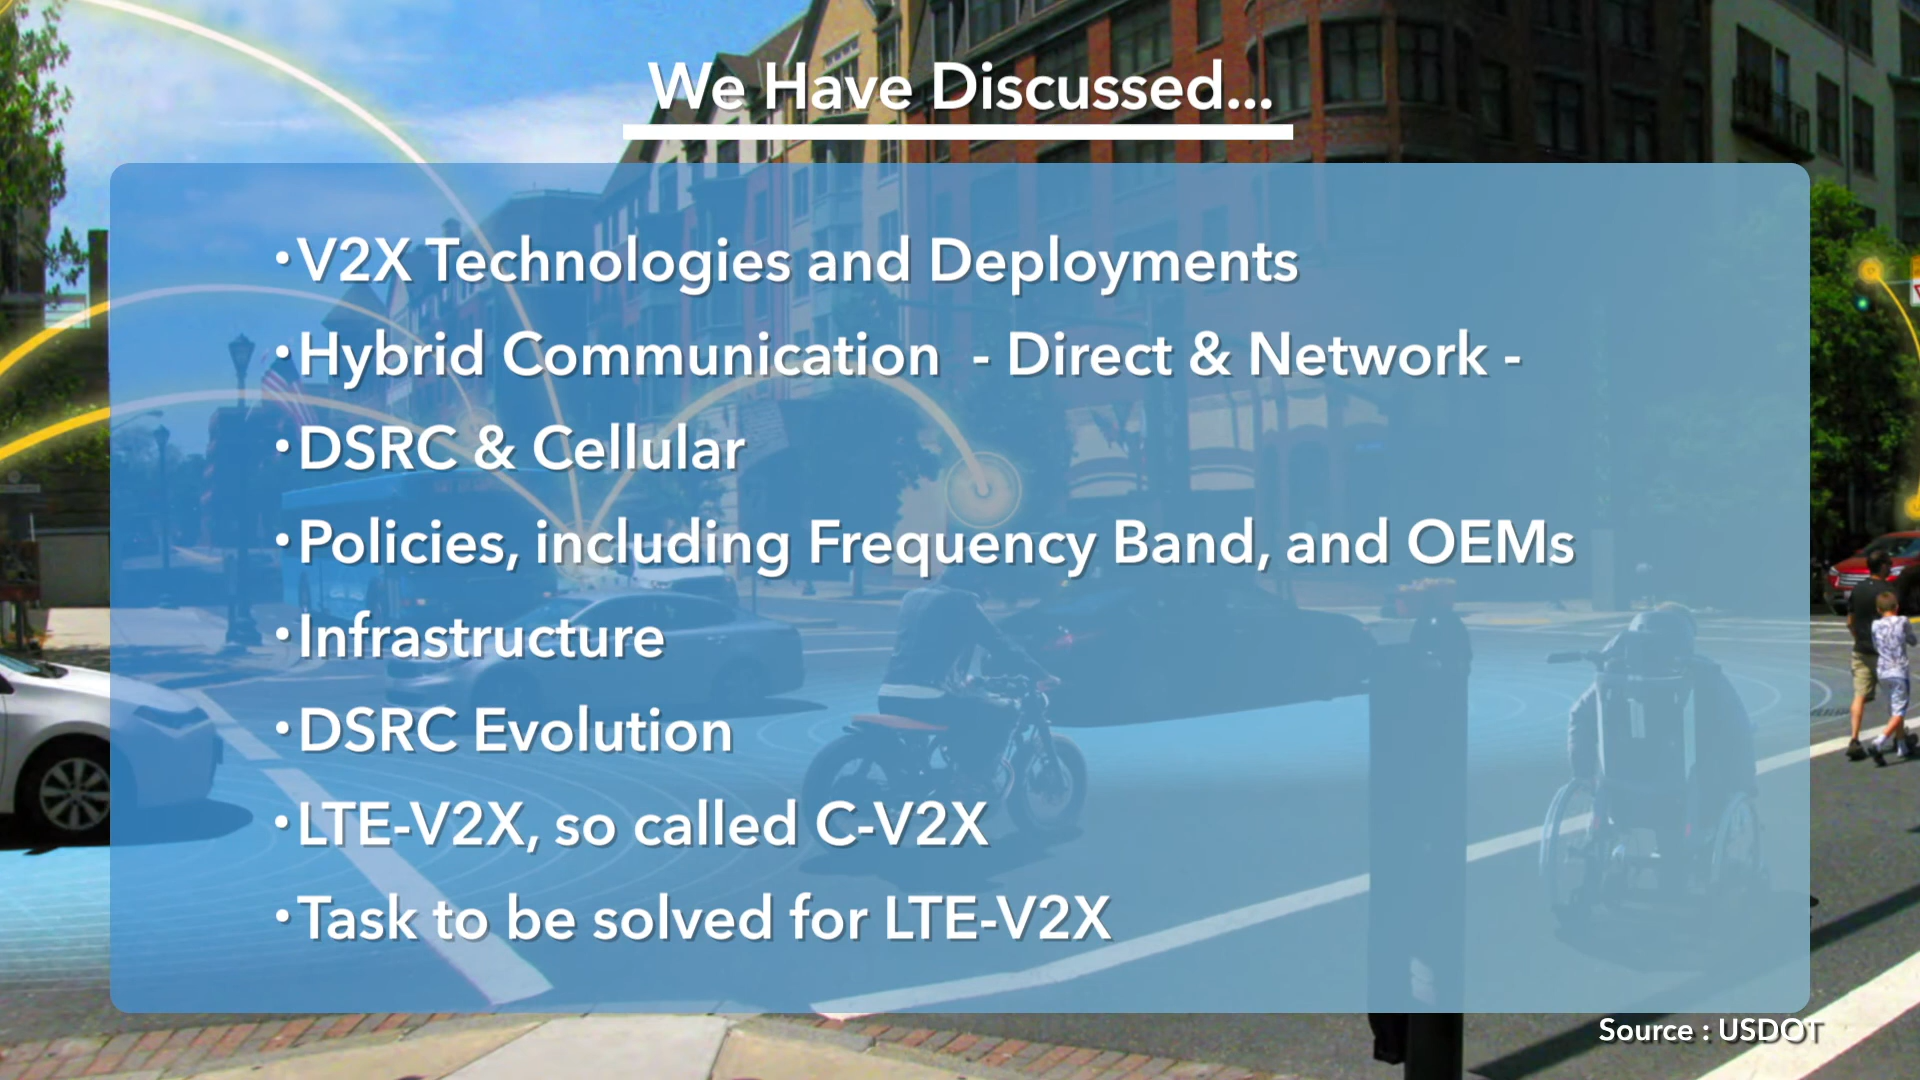 We Have Discussed...
・V2X Technologies and Deployments
・Hybrid Communication - Direct & Network -
・DSRC & Cellular
・Policies, including Frequency Band, and OEMs
・Infrastructure
・DSRC Evolution
・LTE-V2X, so called C-V2X
・Task to be solved for LTE-V2X
Source : USDOT